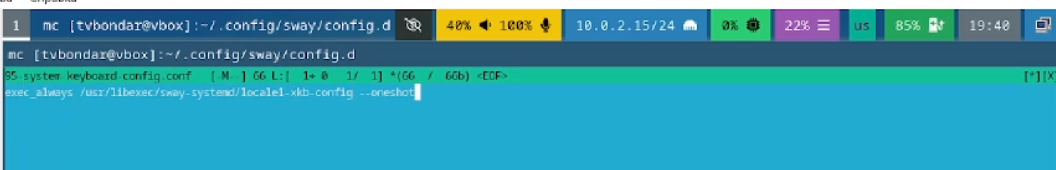 1 mc [tvbondar@vbox]:~/.config/sway/config.d 40% 100% 10.0.2.15/24 0% 22% us 85% 19:40
mc [tvbondar@vbox]:~/.config/sway/config.d
95-system-keyboard-config.conf [-M--] 66 L:[ 1+ 0 1/ 1] *(66 / 66b) <EOF> [*][X]
exec_always /usr/libexec/sway-systemd/locale1-xkb-config --oneshot